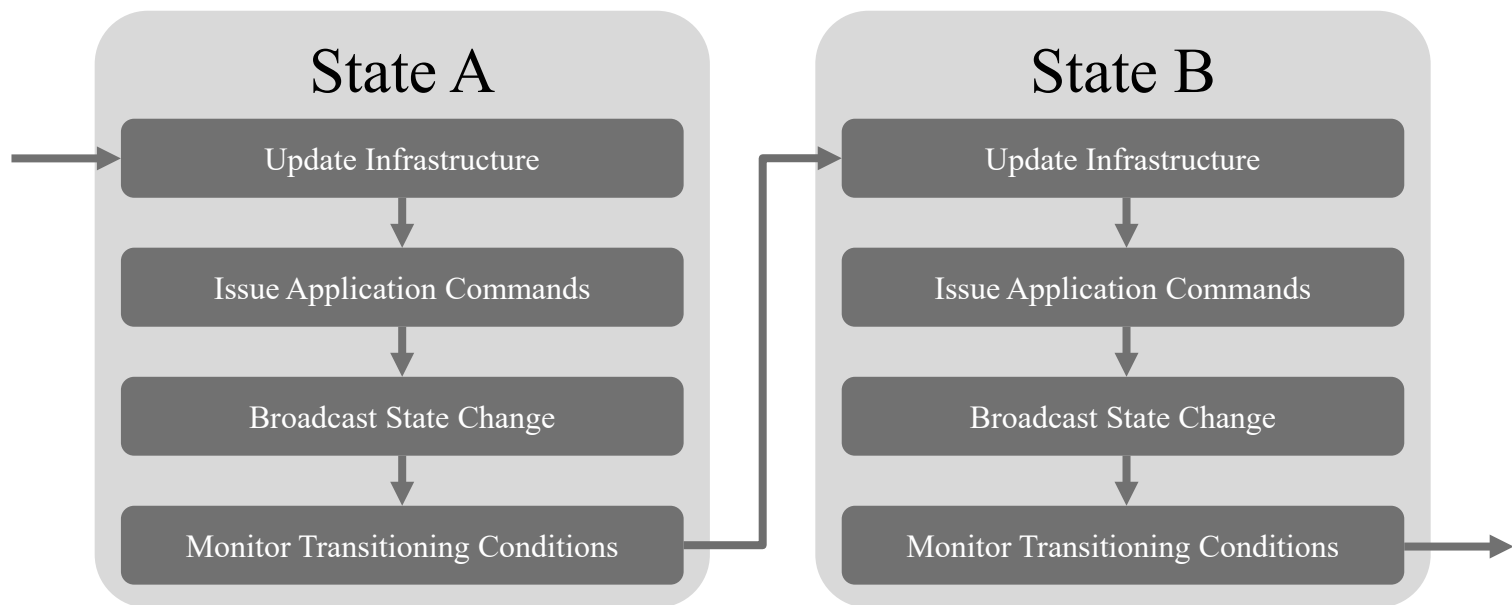 State A
Update Infrastructure
Issue Application Commands
Broadcast State Change
Monitor Transitioning Conditions
State B
Update Infrastructure
Issue Application Commands
Broadcast State Change
Monitor Transitioning Conditions